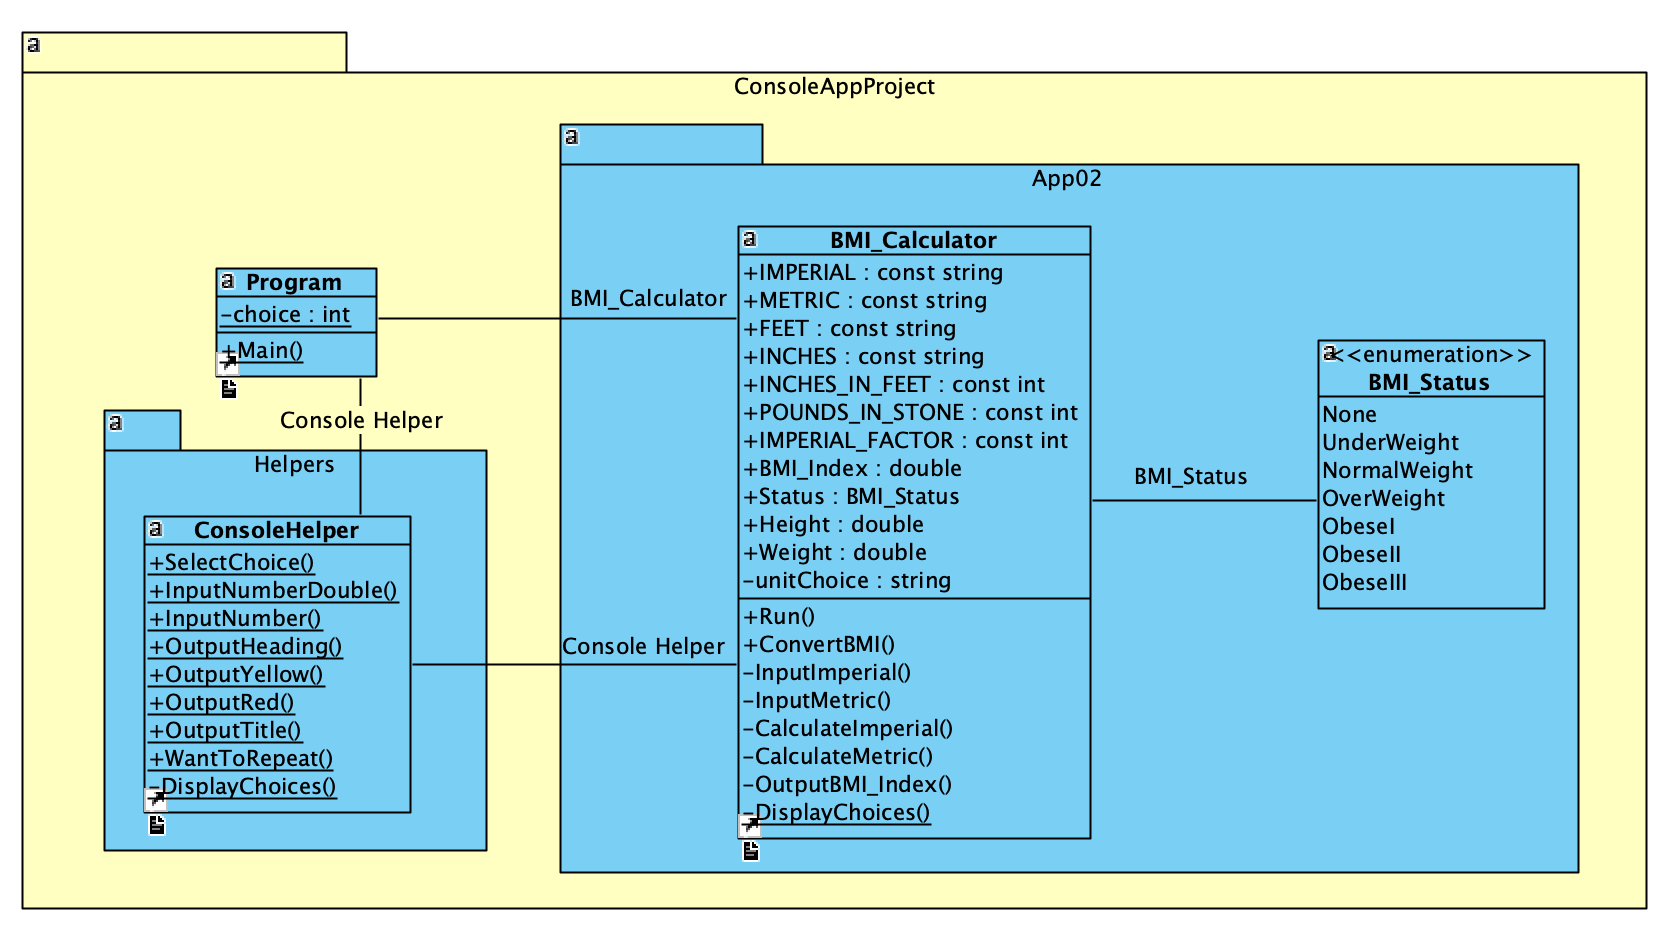 a
ConsoleAppProject
a
App02
a BMI_Calculator
+IMPERIAL : const string
+METRIC : const string
+FEET : const string
+INCHES : const string
+INCHES_IN_FEET : const int
+POUNDS_IN_STONE : const int
+IMPERIAL_FACTOR : const int
+BMI_Index : double
+Status : BMI_Status
+Height : double
+Weight : double
-unitChoice : string
+Run()
+ConvertBMI()
-InputImperial()
-InputMetric()
-CalculateImperial()
-CalculateMetric()
-OutputBMI_Index()
-DisplayChoices()
a Program
-choice : int
+Main()
BMI_Calculator
Console Helper
a
Helpers
a ConsoleHelper
+SelectChoice()
+InputNumberDouble()
+InputNumber()
+OutputHeading()
+OutputYellow()
+OutputRed()
+OutputTitle()
+WantToRepeat()
-DisplayChoices()
Console Helper
BMI_Status
a <<enumeration>>
BMI_Status
None
UnderWeight
NormalWeight
OverWeight
ObeseI
ObeseII
ObeseIII